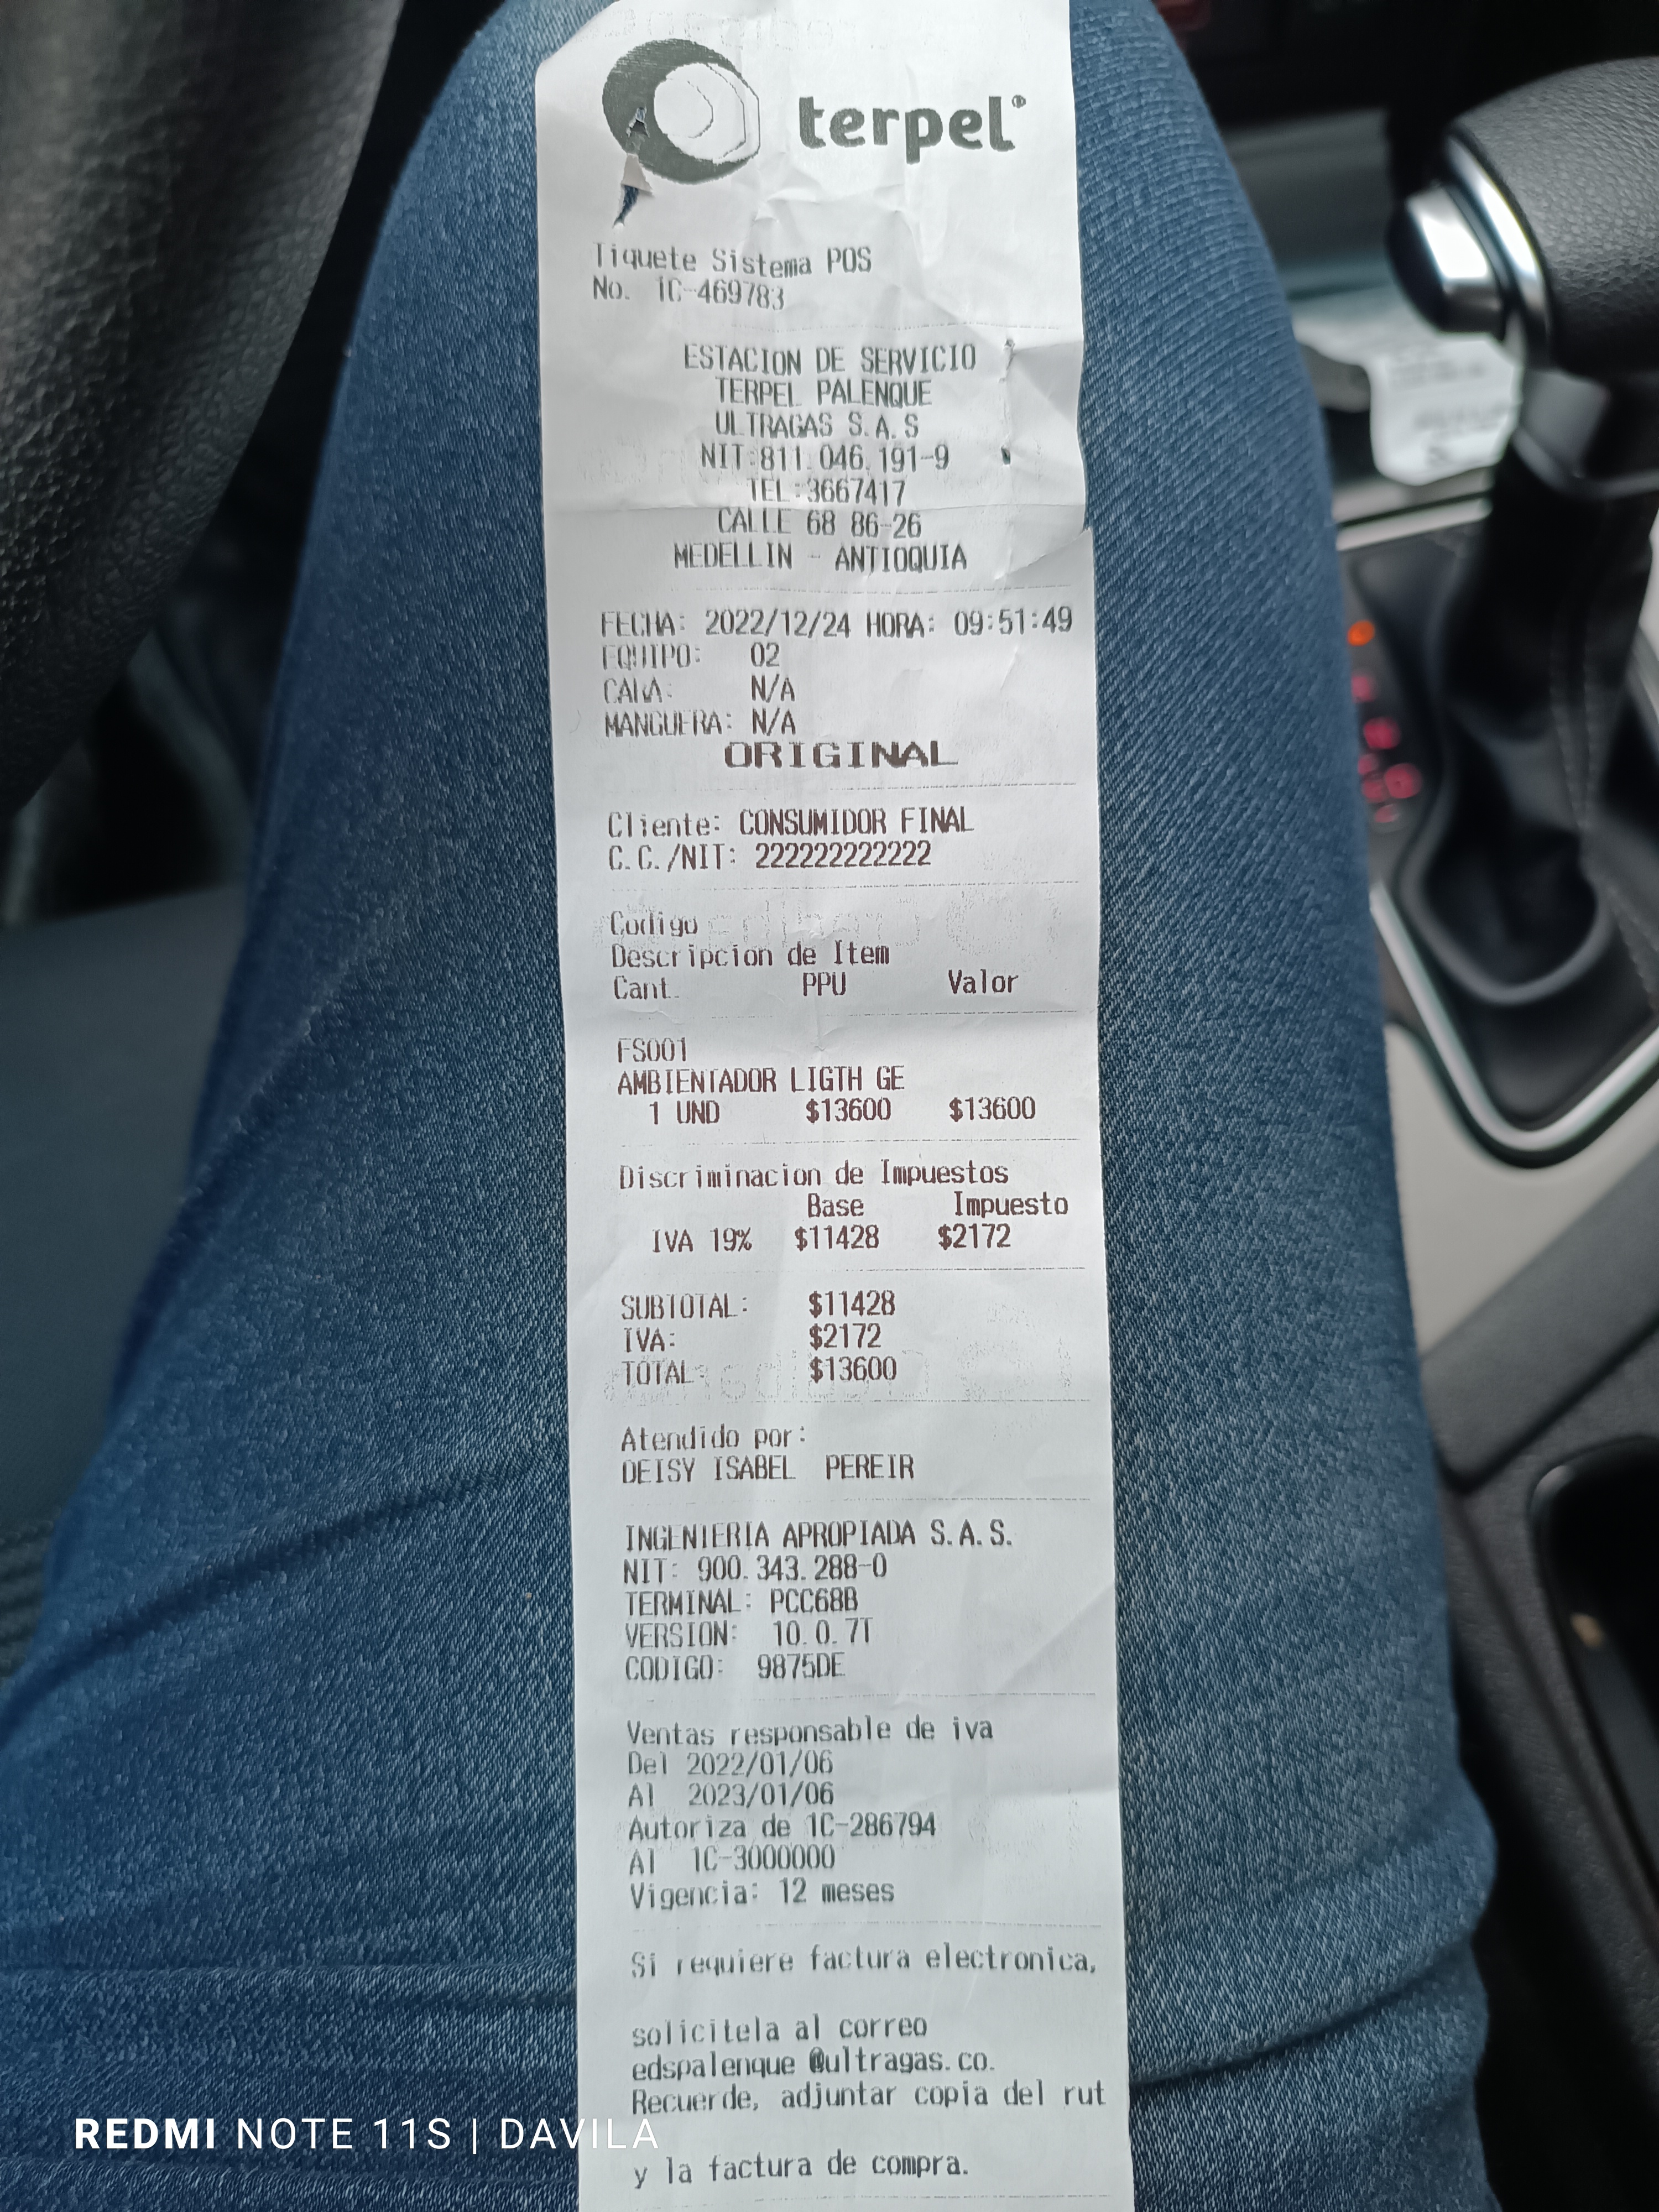 terpel®
Tiquete Sistema POS
No. 1C-469783
ESTACION DE SERVICIO
TERPEL PALENQUE
ULTRAGAS S.A.S
NIT:811.046.191-9
TEL:3667417
CALLE 68 86-26
MEDELLIN - ANTIOQUIA
FECHA: 2022/12/24 HORA: 09:51:49
EQUIPO: 02
CARA: N/A
MANGUERA: N/A
ORIGINAL
Cliente: CONSUMIDOR FINAL
C.C./NIT: 222222222222
Codigo
Descripcion de Item
Cant. PPU Valor
FS001
AMBIENTADOR LIGTH GE
1 UND $13600 $13600
Discriminacion de Impuestos
Base Impuesto
IVA 19% $11428 $2172
SUBTOTAL: $11428
IVA: $2172
TOTAL: $13600
Atendido por:
DEISY ISABEL PEREIR
INGENIERIA APROPIADA S.A.S.
NIT: 900.343.288-0
TERMINAL: PCC68B
VERSION: 10.0.7T
CODIGO: 9875DE
Ventas responsable de iva
Del 2022/01/06
Al 2023/01/06
Autoriza de 1C-286794
Al 1C-3000000
Vigencia: 12 meses
Si requiere factura electronica,
solicitela al correo
edspalenque @ultragas.co.
Recuerde, adjuntar copia del rut
y la factura de compra.
REDMI NOTE 11S | DAVILA